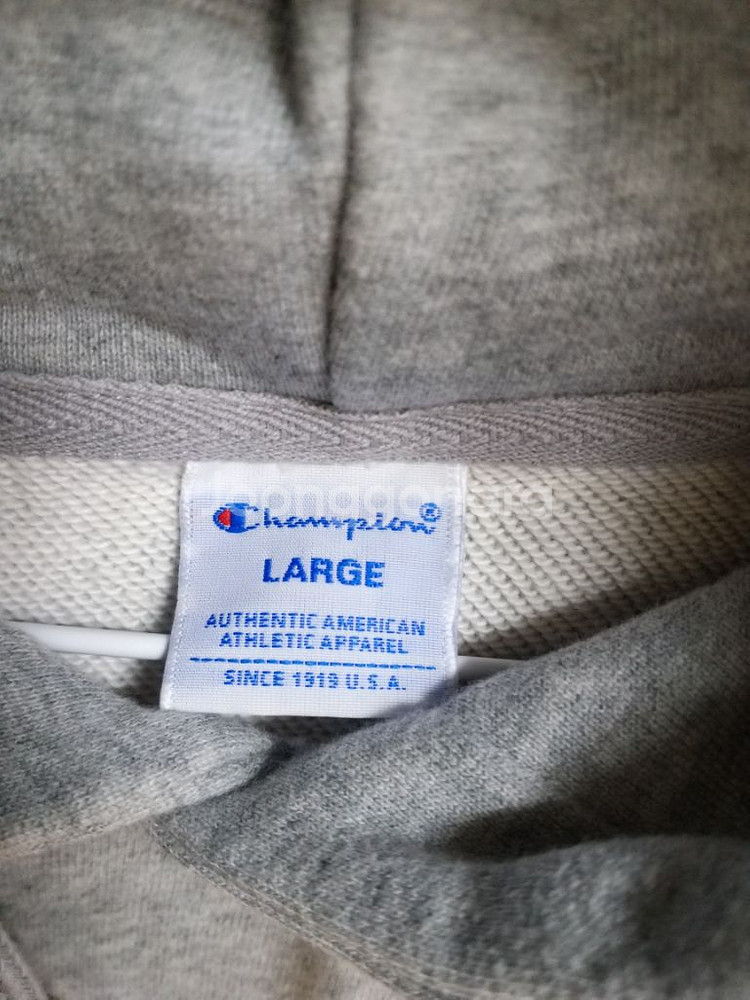 Champion®
LARGE
AUTHENTIC AMERICAN
ATHLETIC APPAREL
SINCE 1919 U.S.A.